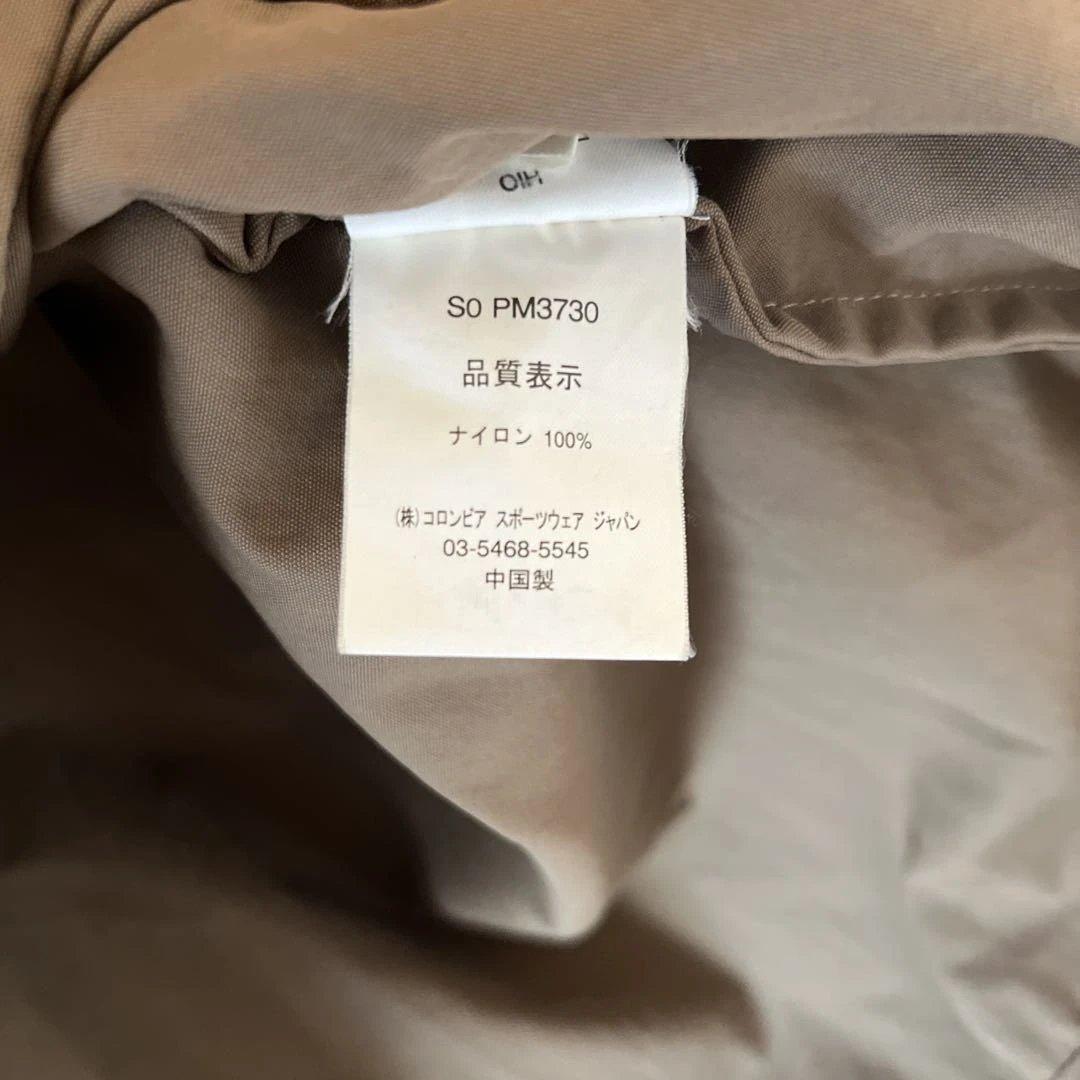 OIH
S0 PM3730
品質表示
ナイロン 100%
(株)コロンビア スポーツウェア ジャパン
03-5468-5545
中国製